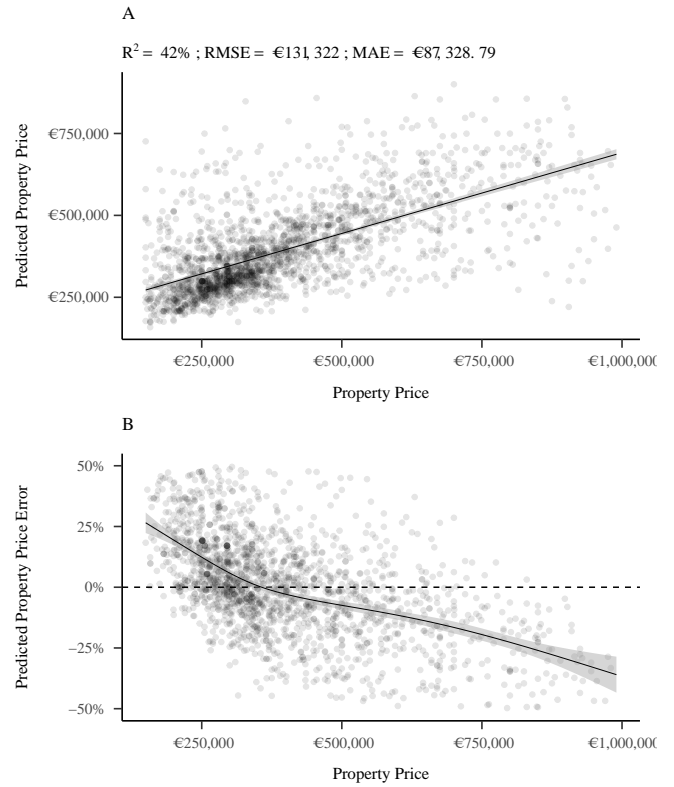 A
R² = 42% ; RMSE = €131,322 ; MAE = €87,328.79
Predicted Property Price
€750,000
€500,000
€250,000
€250,000 €500,000 €750,000 €1,000,000
Property Price
B
Predicted Property Price Error
50%
25%
0%
−25%
−50%
€250,000 €500,000 €750,000 €1,000,000
Property Price